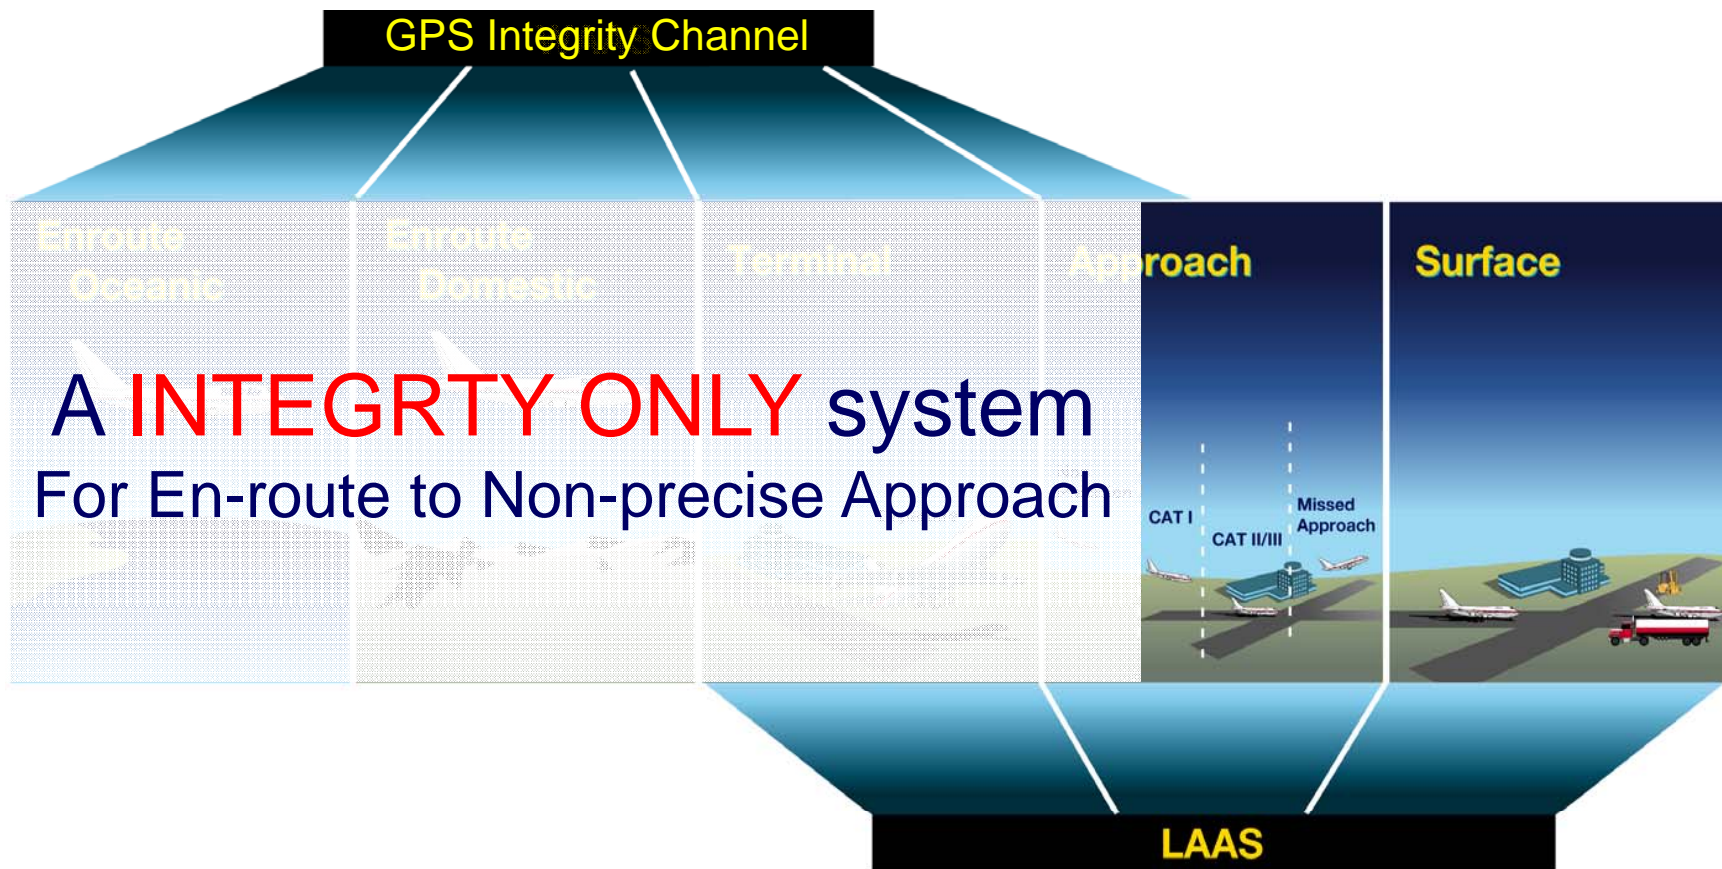 GPS Integrity Channel
Enroute
Oceanic
Enroute
Domestic
Terminal
Approach
Surface
A INTEGRTY ONLY system
For En-route to Non-precise Approach
CAT I
CAT II/III
Missed
Approach
LAAS